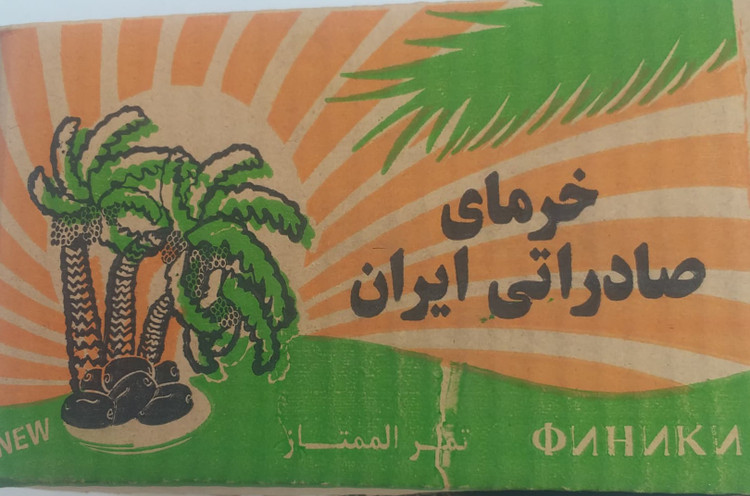 خرمای
صادراتی ایران
NEW
تمر الممتاز
ФИНИКИ